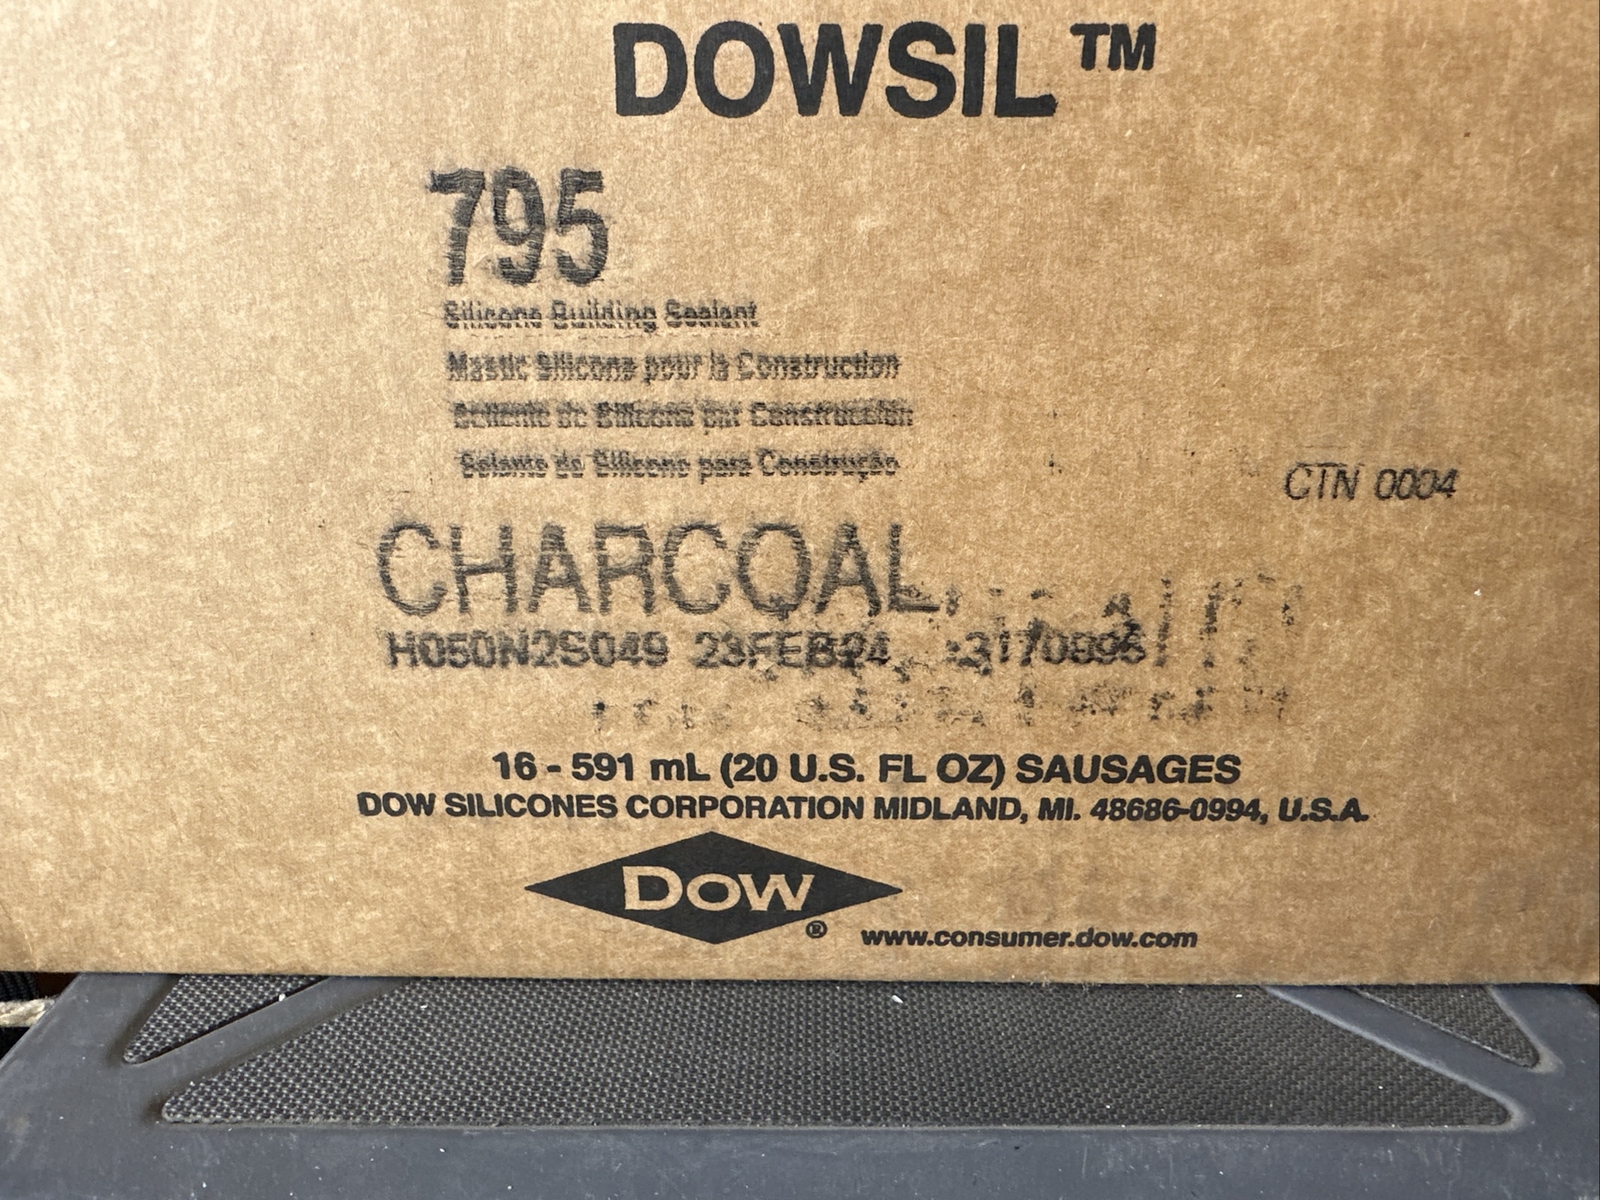 DOWSIL™
795
Silicone Building Sealant
Mastic Silicone pour la Construction
Sellante de Silicona par Construcción
Selante de Silicone para Construção
CTN 0004
CHARCOAL
H050N2S049 23FEB24 3170896
16 - 591 mL (20 U.S. FL OZ) SAUSAGES
DOW SILICONES CORPORATION MIDLAND, MI. 48686-0994, U.S.A.
DOW®
www.consumer.dow.com